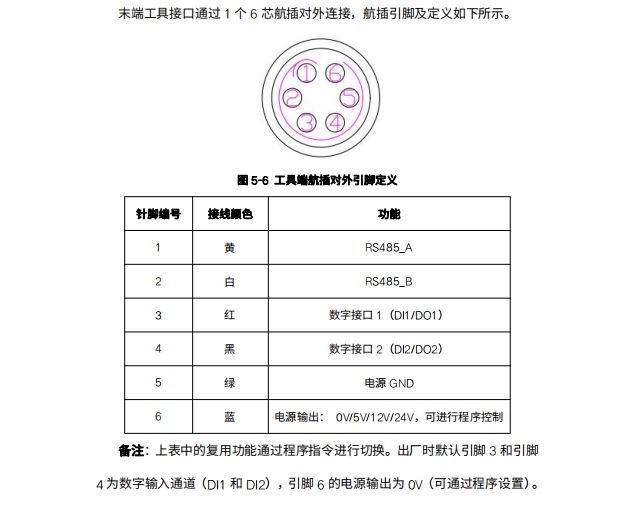 末端工具接口通过 1 个 6 芯航插对外连接，航插引脚及定义如下所示。
1 6
2 5
3 4
图 5-6 工具端航插对外引脚定义
针脚编号 接线颜色 功能
1 黄 RS485_A
2 白 RS485_B
3 红 数字接口 1（DI1/DO1）
4 黑 数字接口 2（DI2/DO2）
5 绿 电源 GND
6 蓝 电源输出： 0V/5V/12V/24V，可进行程序控制
备注：上表中的复用功能通过程序指令进行切换。出厂时默认引脚 3 和引脚
4 为数字输入通道（DI1 和 DI2），引脚 6 的电源输出为 0V（可通过程序设置）。